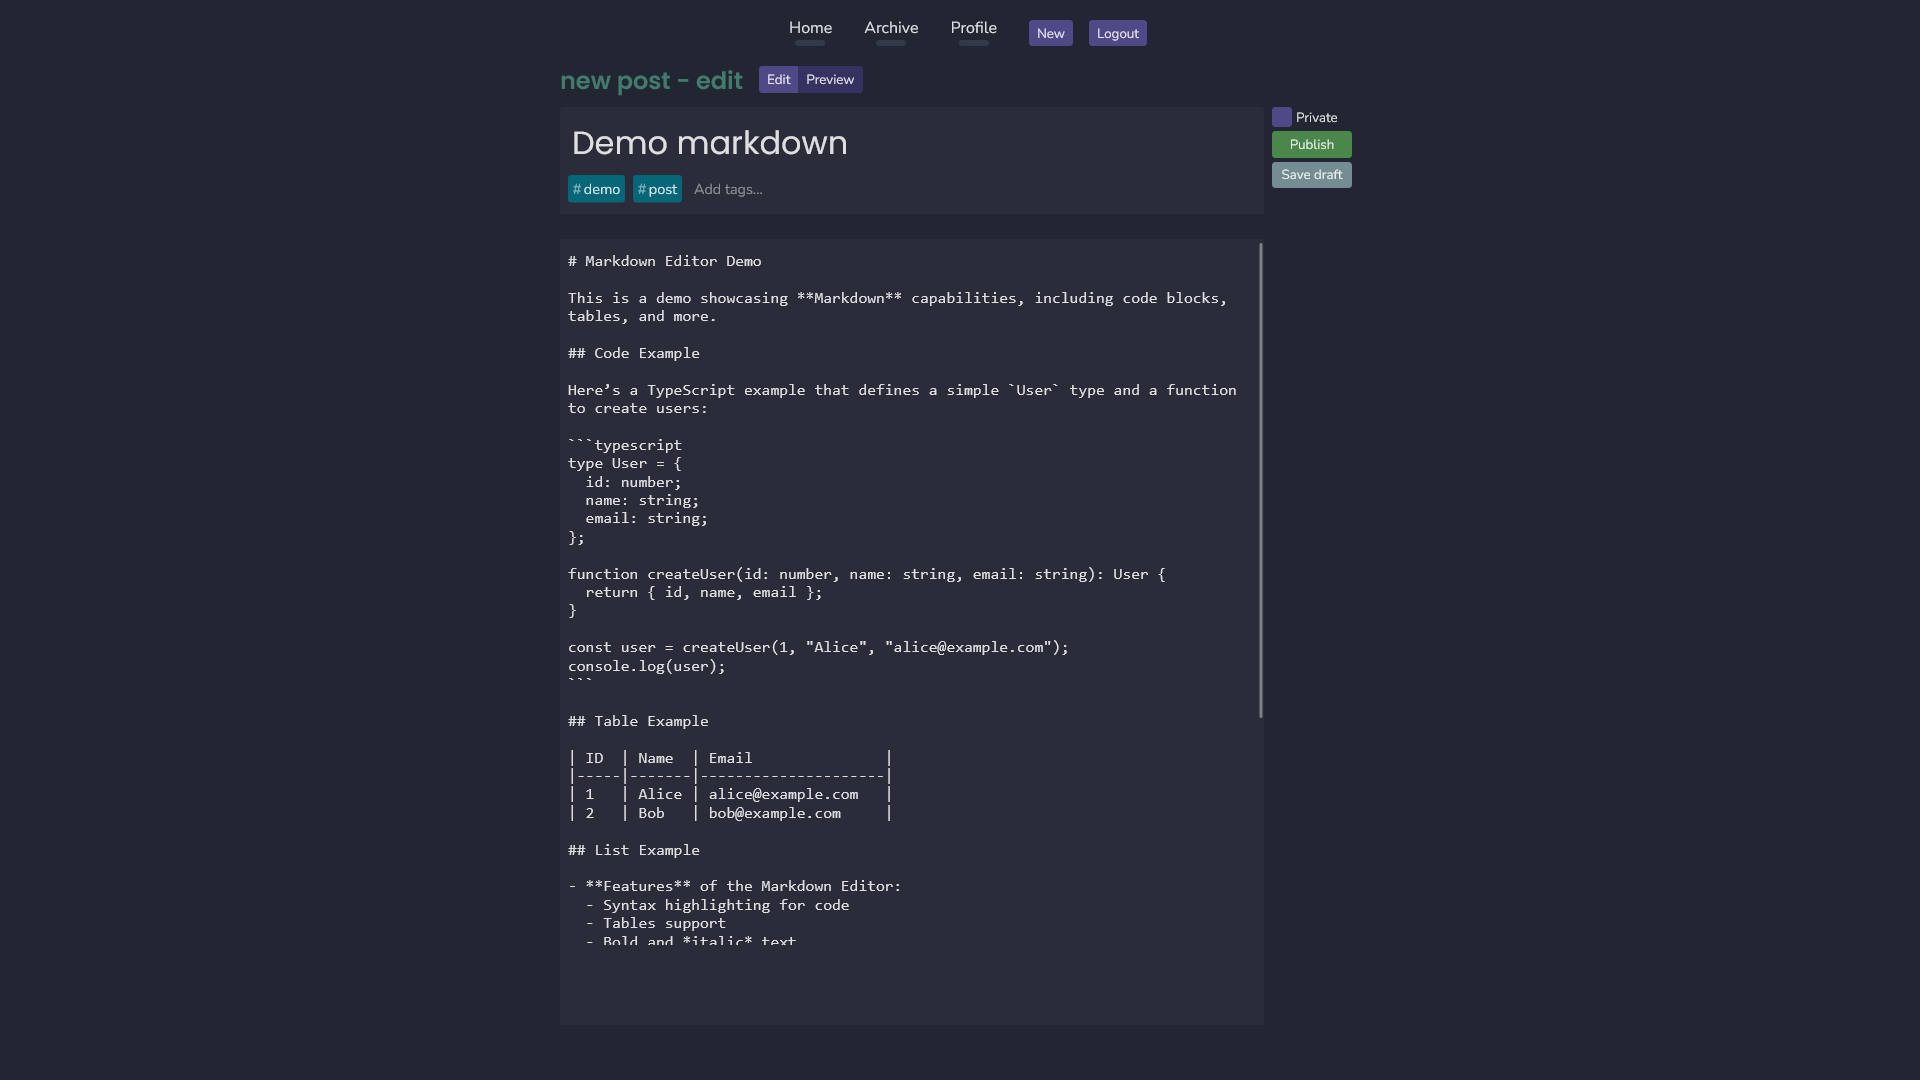 Home Archive Profile New Logout
new post - edit Edit Preview
Demo markdown
Private
Publish
Save draft
#demo #post Add tags...
# Markdown Editor Demo
This is a demo showcasing **Markdown** capabilities, including code blocks,
tables, and more.
## Code Example
Here’s a TypeScript example that defines a simple `User` type and a function
to create users:
```typescript
type User = {
  id: number;
  name: string;
  email: string;
};
function createUser(id: number, name: string, email: string): User {
  return { id, name, email };
}
const user = createUser(1, "Alice", "alice@example.com");
console.log(user);
```
## Table Example
| ID  | Name  | Email               |
|-----|-------|---------------------|
| 1   | Alice | alice@example.com   |
| 2   | Bob   | bob@example.com     |
## List Example
- **Features** of the Markdown Editor:
  - Syntax highlighting for code
  - Tables support
  - Bold and *italic* text